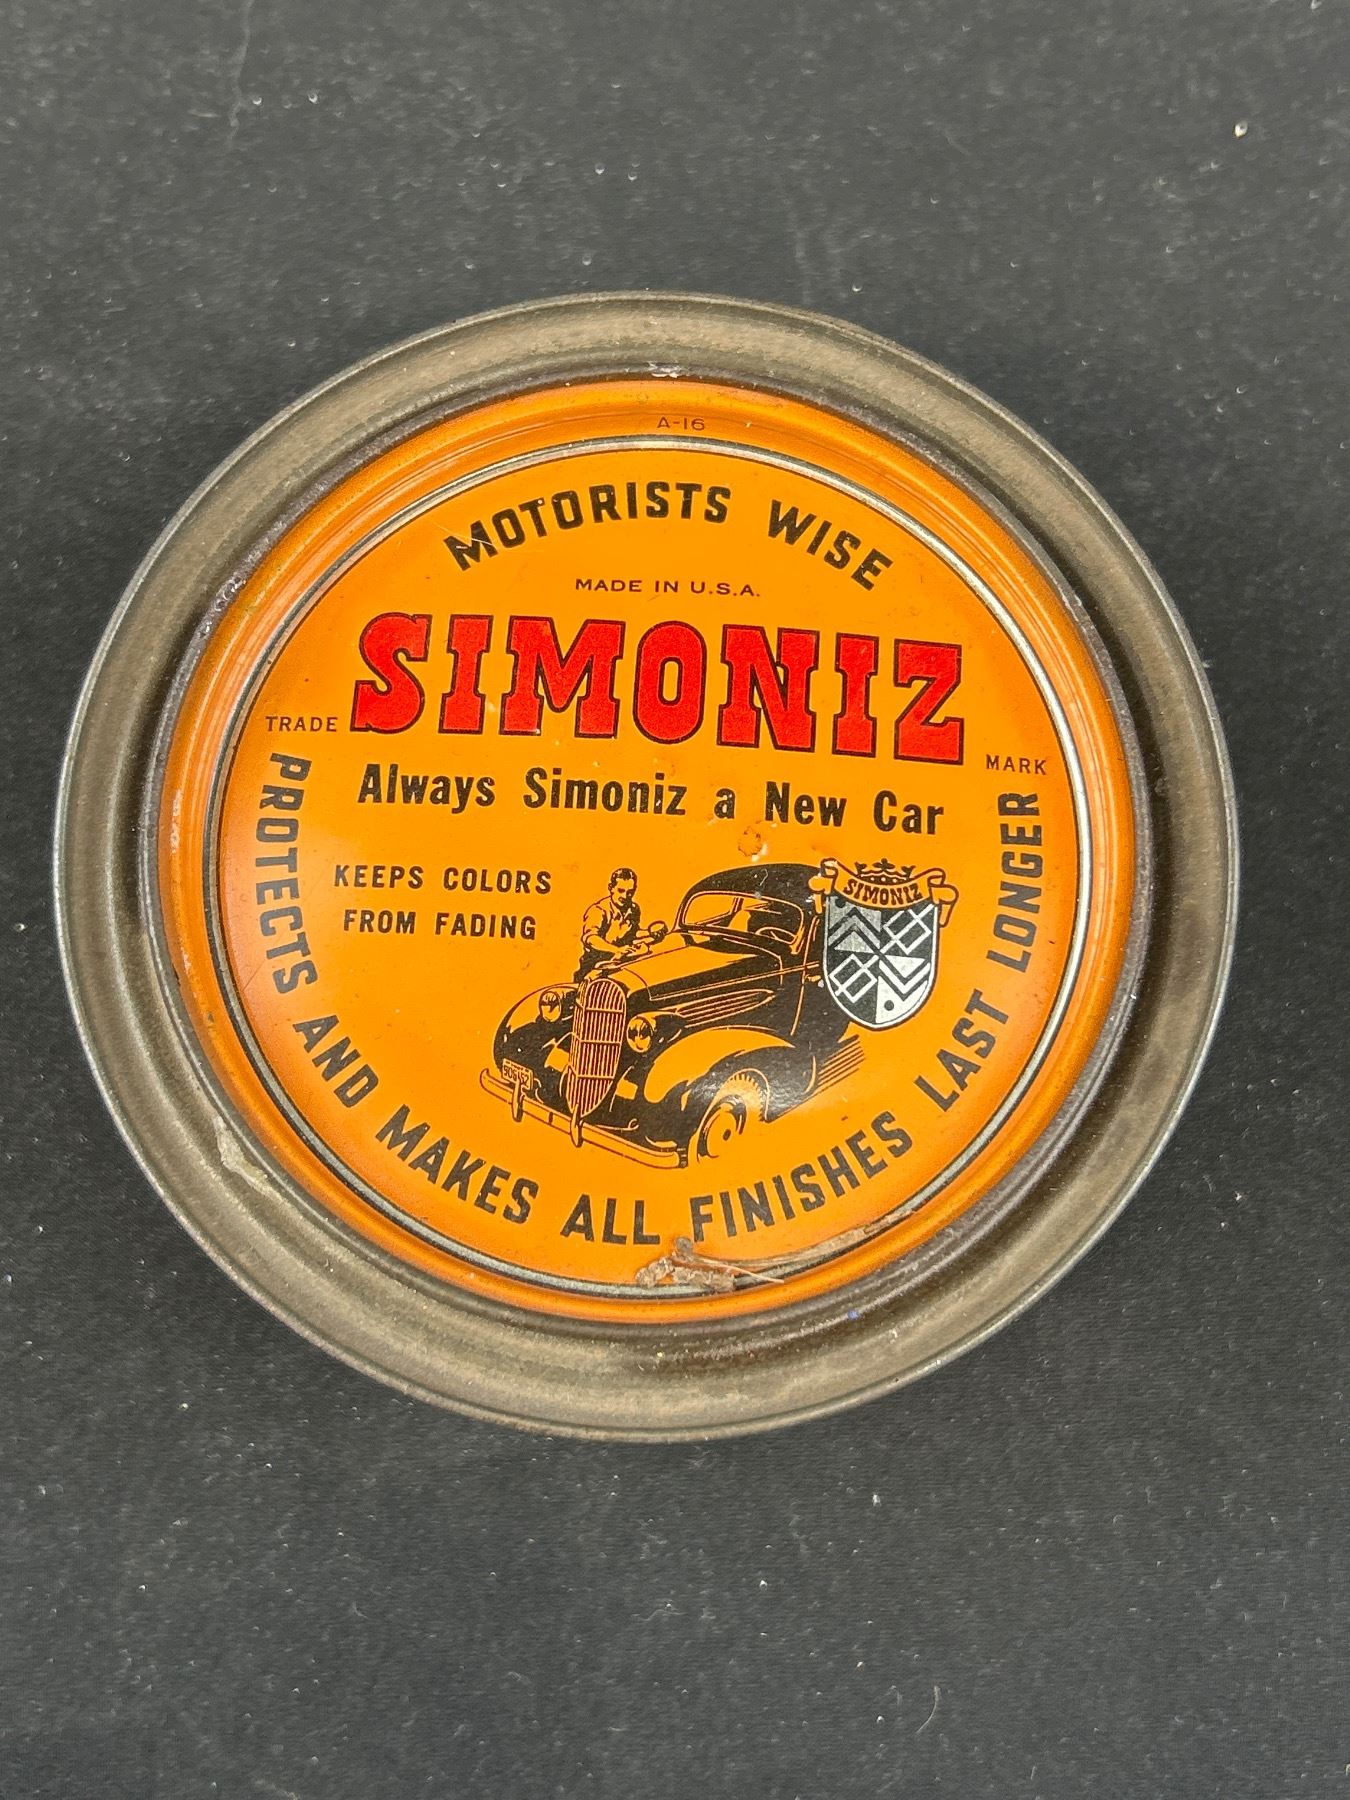 A-16
MOTORISTS WISE
MADE IN U.S.A.
SIMONIZ
TRADE MARK
Always Simoniz a New Car
KEEPS COLORS
FROM FADING
SIMONIZ
PROTECTS AND MAKES ALL FINISHES LAST LONGER